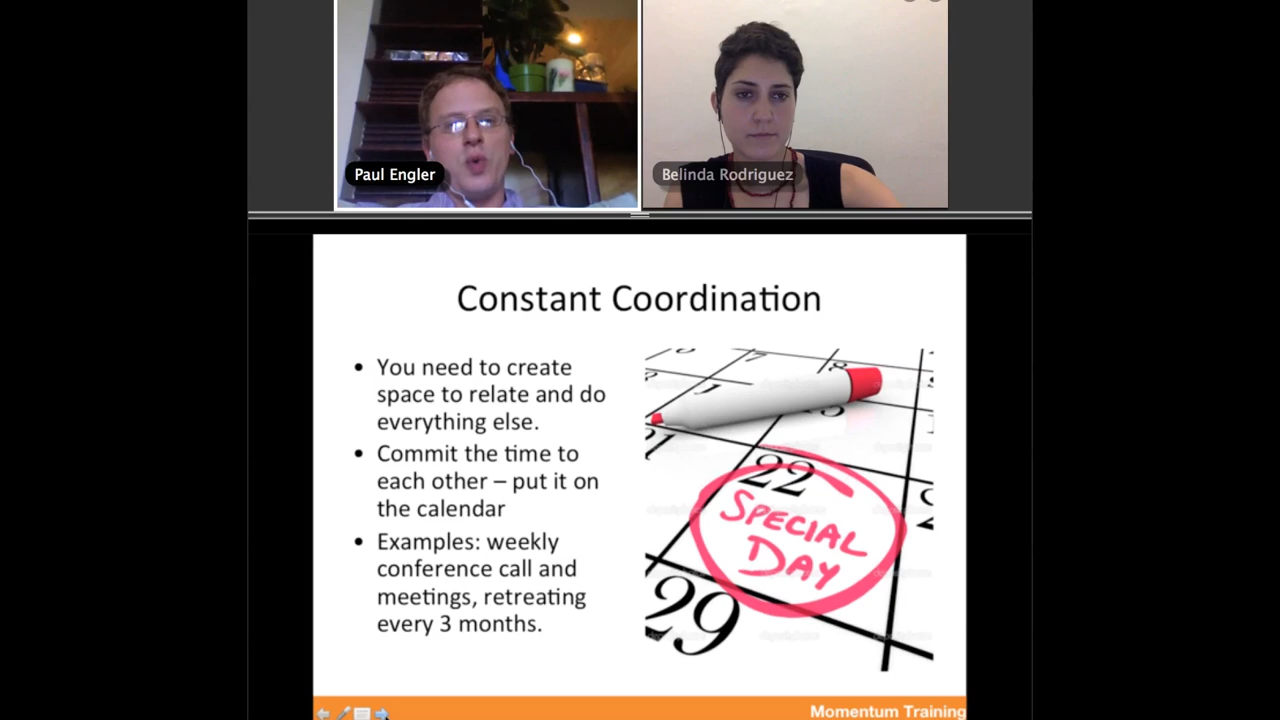 Paul Engler
Belinda Rodriguez
Constant Coordination
• You need to create
space to relate and do
everything else.
• Commit the time to
each other – put it on
the calendar
• Examples: weekly
conference call and
meetings, retreating
every 3 months.
22
SPECIAL
DAY
29
Momentum Training